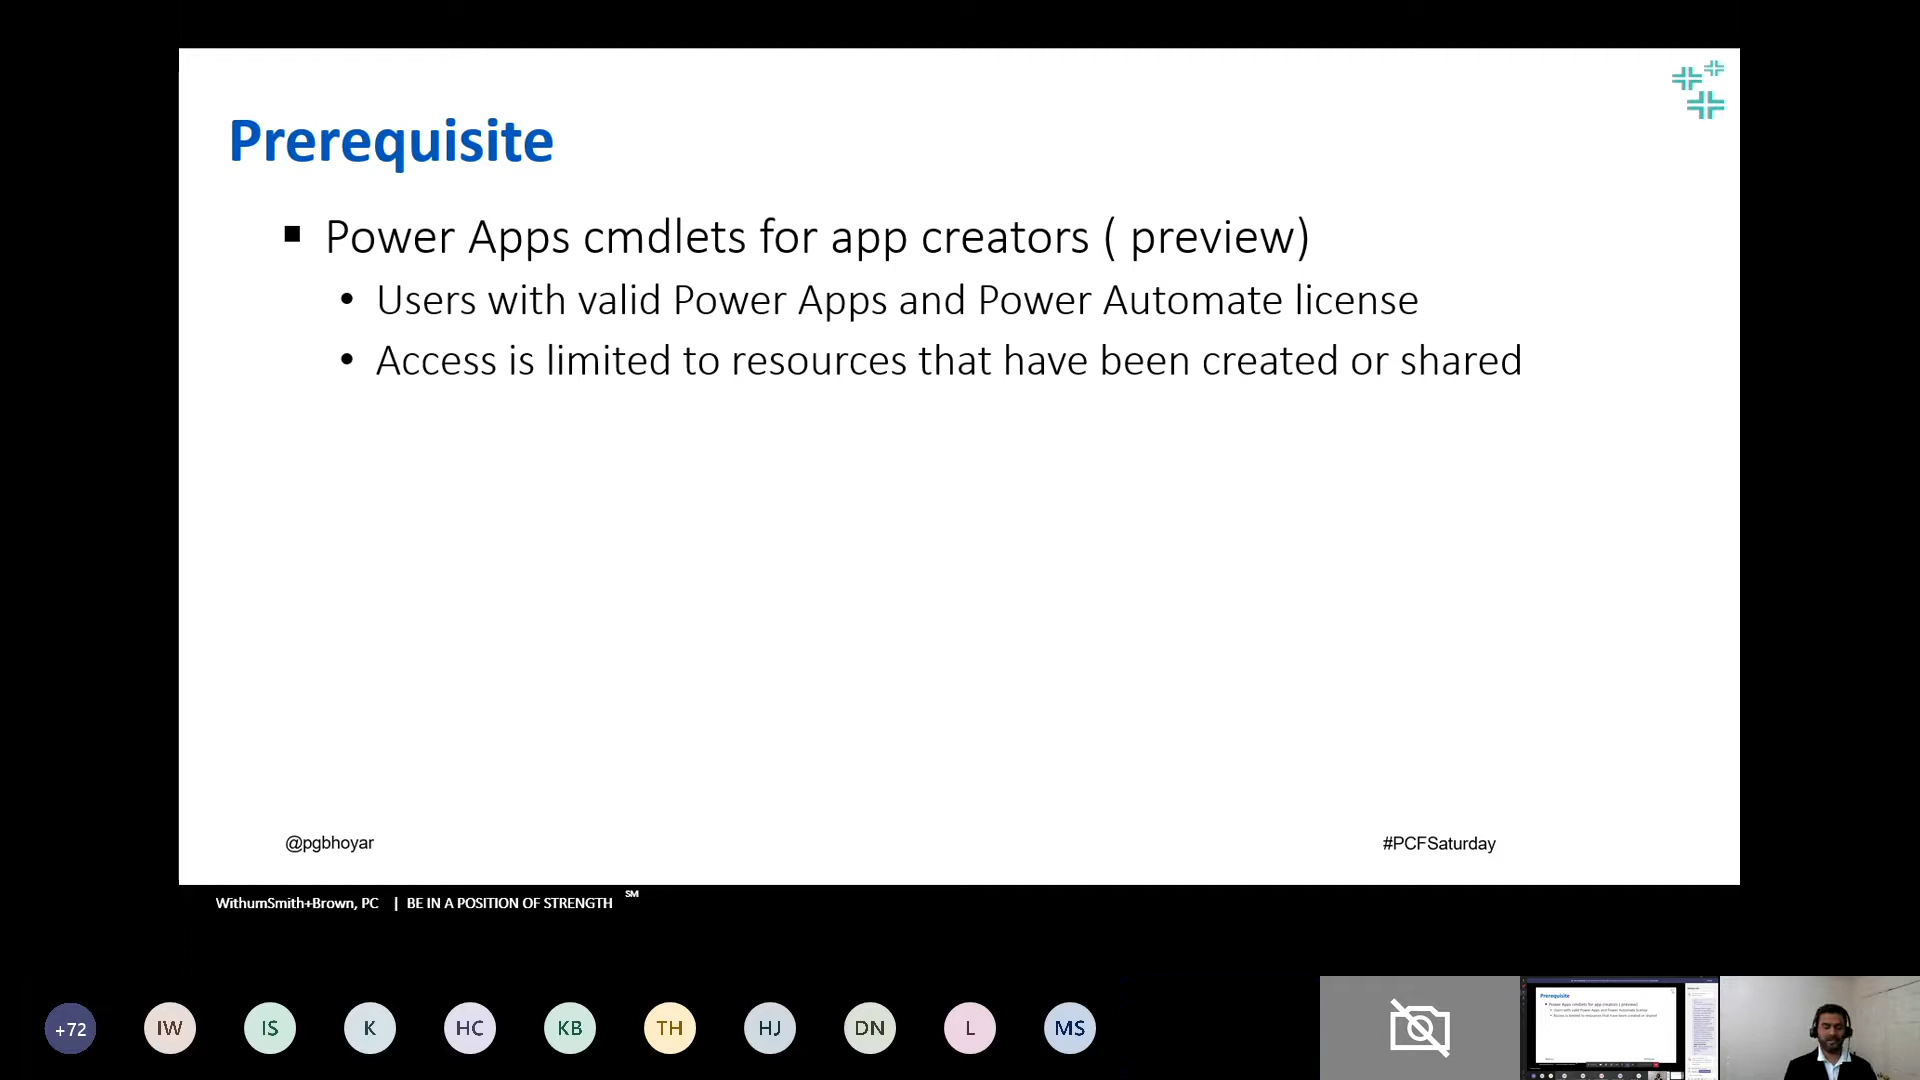 Prerequisite
▪ Power Apps cmdlets for app creators ( preview)
• Users with valid Power Apps and Power Automate license
• Access is limited to resources that have been created or shared
@pgbhoyar
#PCFSaturday
WithumSmith+Brown, PC | BE IN A POSITION OF STRENGTH SM
+72 IW IS K HC KB TH HJ DN L MS
Prerequisite